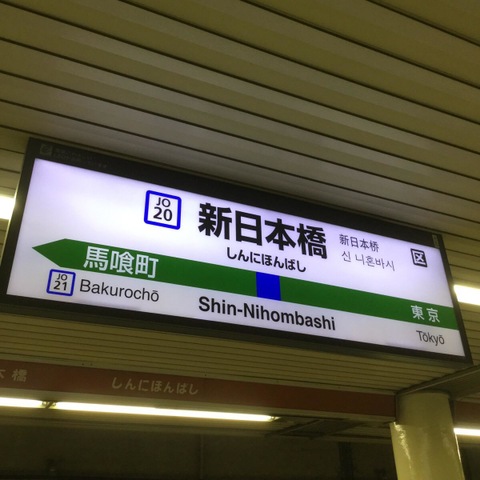 JO
20
新日本橋
しんにほんばし
新日本桥
신 니혼바시
区
馬喰町
東京
JO
21
Bakurochō
Shin-Nihombashi
Tōkyō
本橋
しんにほんばし